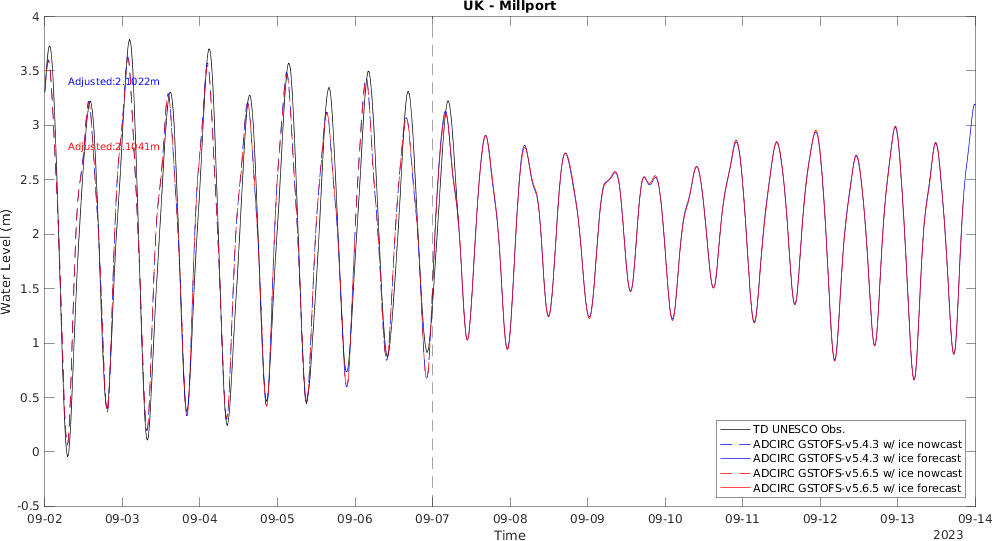 UK - Millport
Water Level (m)
4
3.5
3
2.5
2
1.5
1
0.5
0
-0.5
Adjusted:2.1022m
Adjusted:2.1041m
TD UNESCO Obs.
ADCIRC GSTOFS-v5.4.3 w/ ice nowcast
ADCIRC GSTOFS-v5.4.3 w/ ice forecast
ADCIRC GSTOFS-v5.6.5 w/ ice nowcast
ADCIRC GSTOFS-v5.6.5 w/ ice forecast
09-02 09-03 09-04 09-05 09-06 09-07 09-08 09-09 09-10 09-11 09-12 09-13 09-14
Time
2023